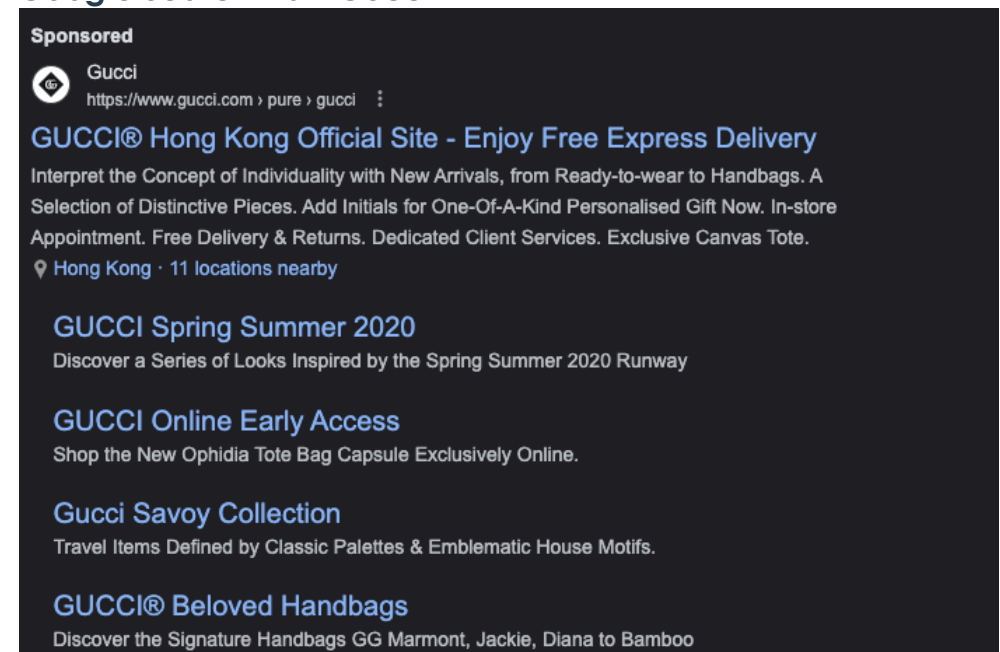 Sponsored
Gucci
https://www.gucci.com › pure › gucci
GUCCI® Hong Kong Official Site - Enjoy Free Express Delivery
Interpret the Concept of Individuality with New Arrivals, from Ready-to-wear to Handbags. A
Selection of Distinctive Pieces. Add Initials for One-Of-A-Kind Personalised Gift Now. In-store
Appointment. Free Delivery & Returns. Dedicated Client Services. Exclusive Canvas Tote.
Hong Kong · 11 locations nearby
GUCCI Spring Summer 2020
Discover a Series of Looks Inspired by the Spring Summer 2020 Runway
GUCCI Online Early Access
Shop the New Ophidia Tote Bag Capsule Exclusively Online.
Gucci Savoy Collection
Travel Items Defined by Classic Palettes & Emblematic House Motifs.
GUCCI® Beloved Handbags
Discover the Signature Handbags GG Marmont, Jackie, Diana to Bamboo